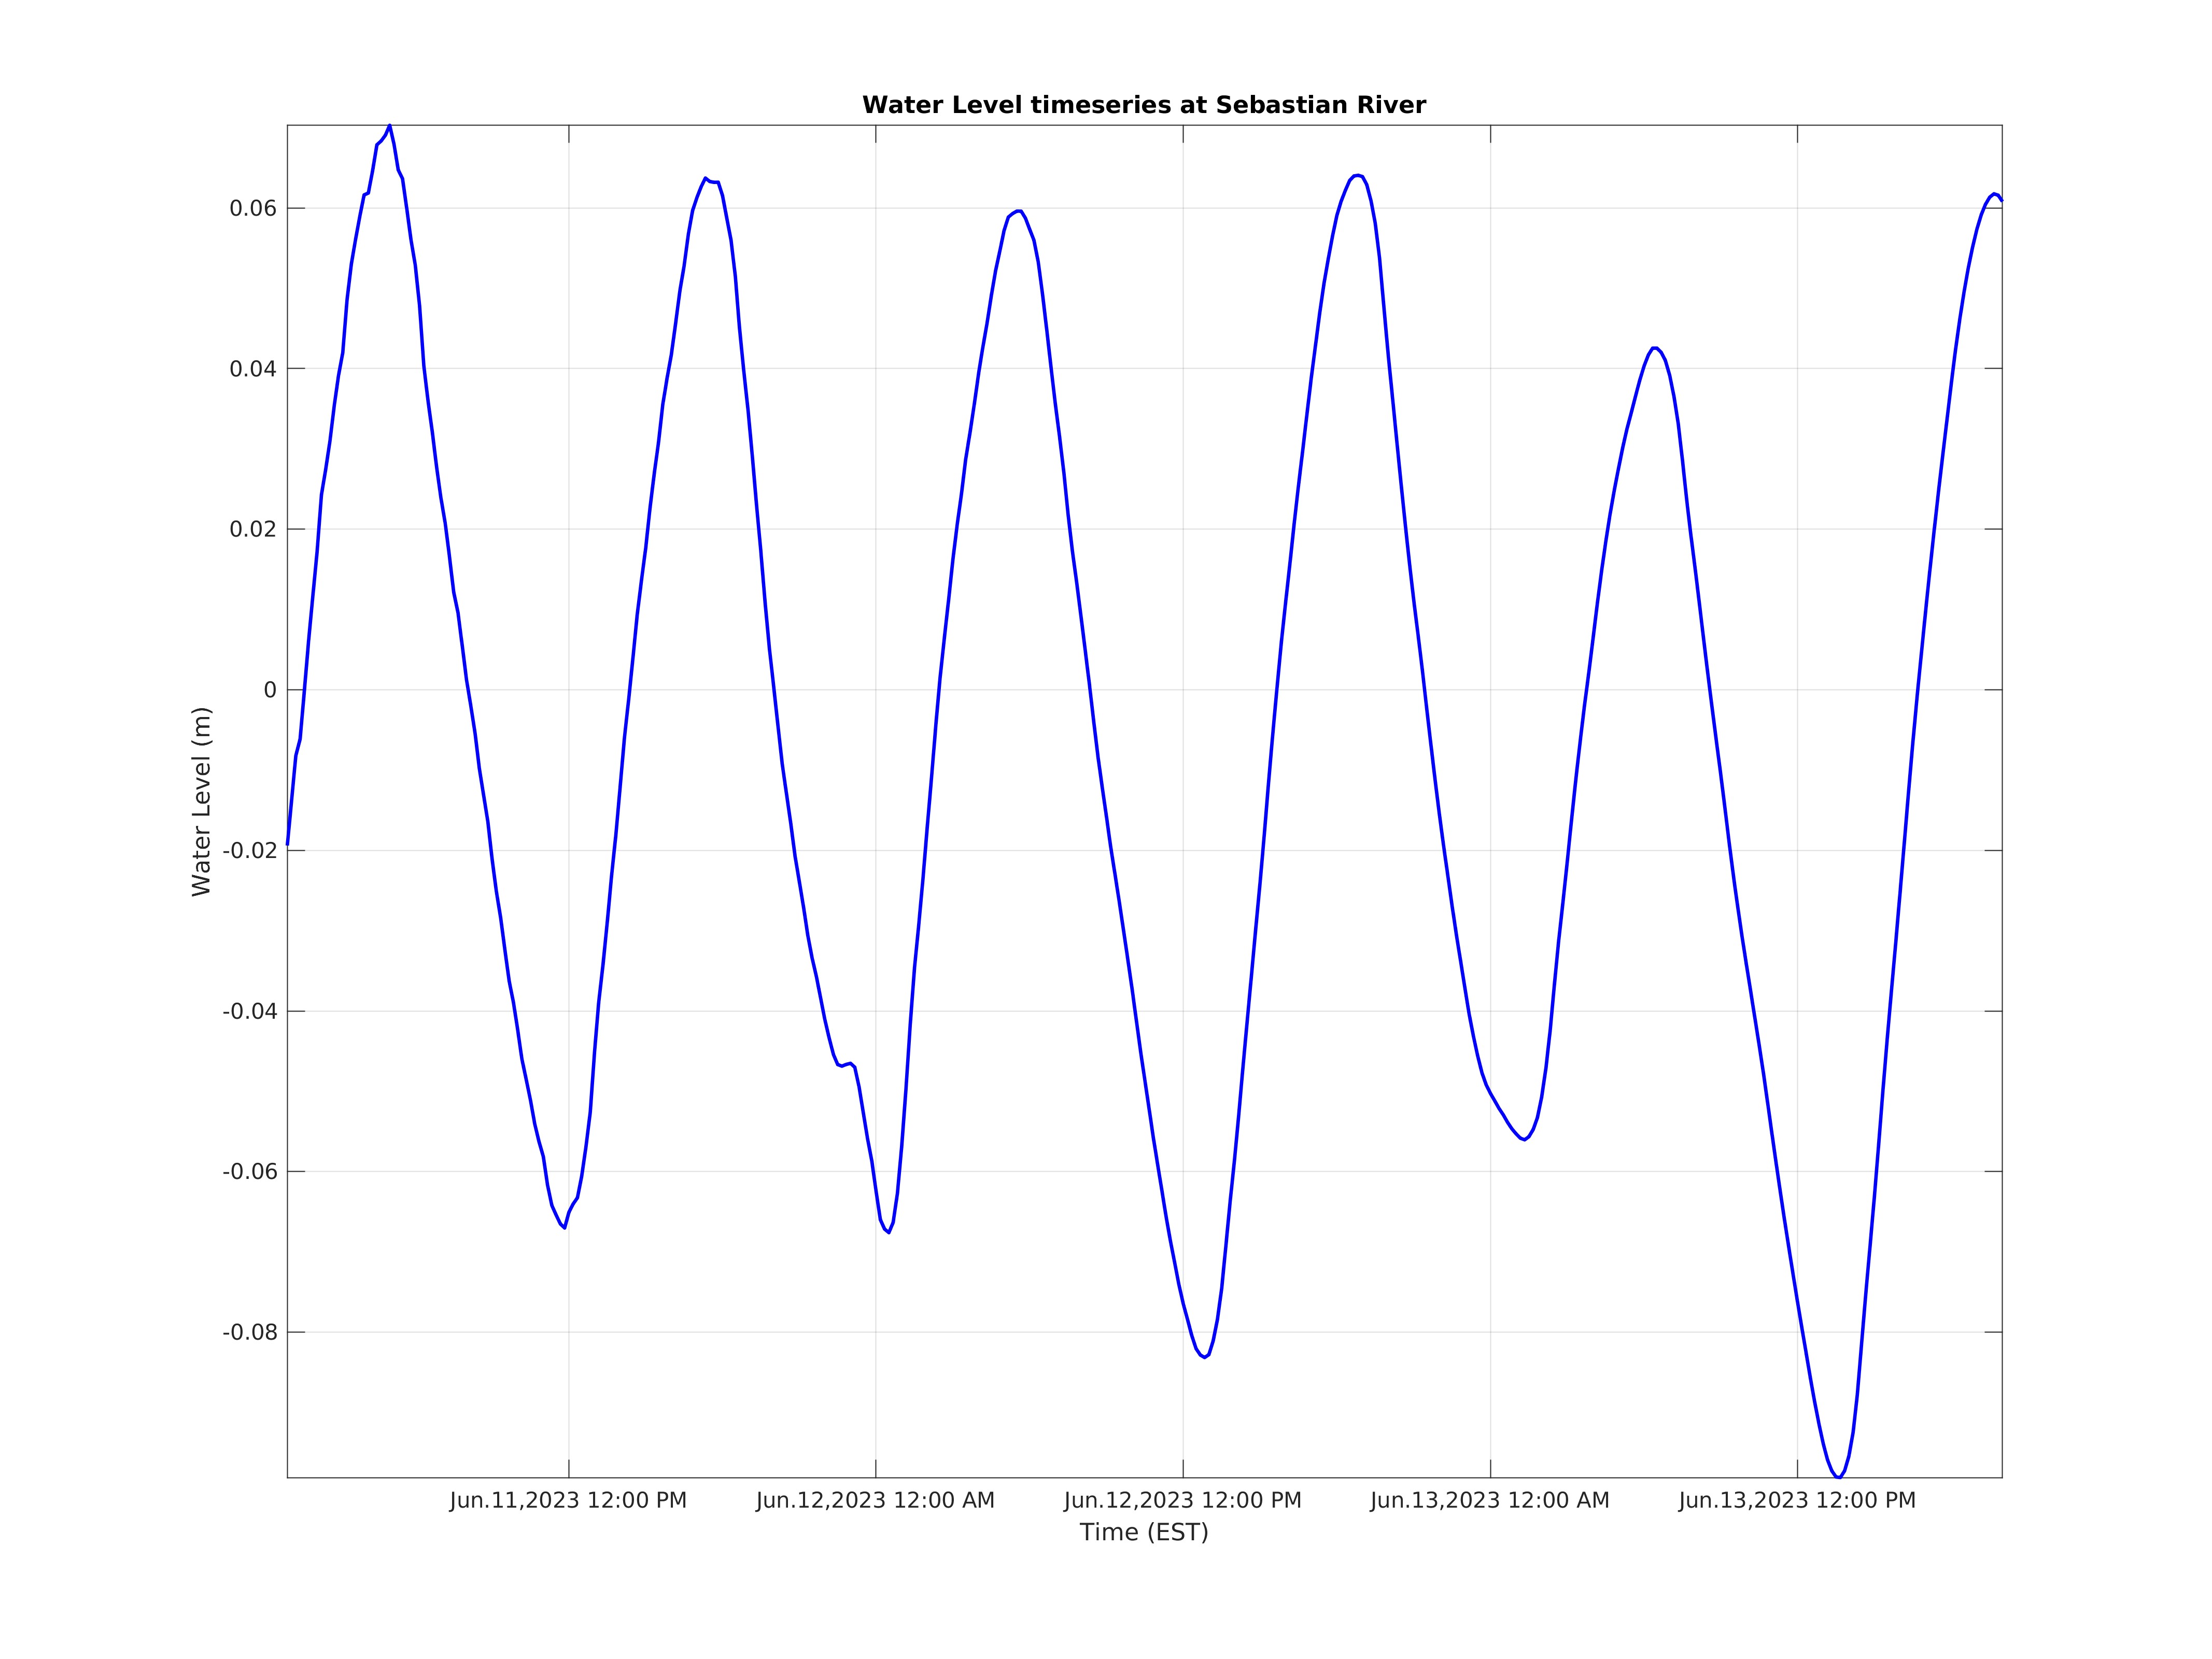 Water Level timeseries at Sebastian River
0.06
0.04
0.02
0
-0.02
-0.04
-0.06
-0.08
Water Level (m)
Jun.11,2023 12:00 PM
Jun.12,2023 12:00 AM
Jun.12,2023 12:00 PM
Jun.13,2023 12:00 AM
Jun.13,2023 12:00 PM
Time (EST)